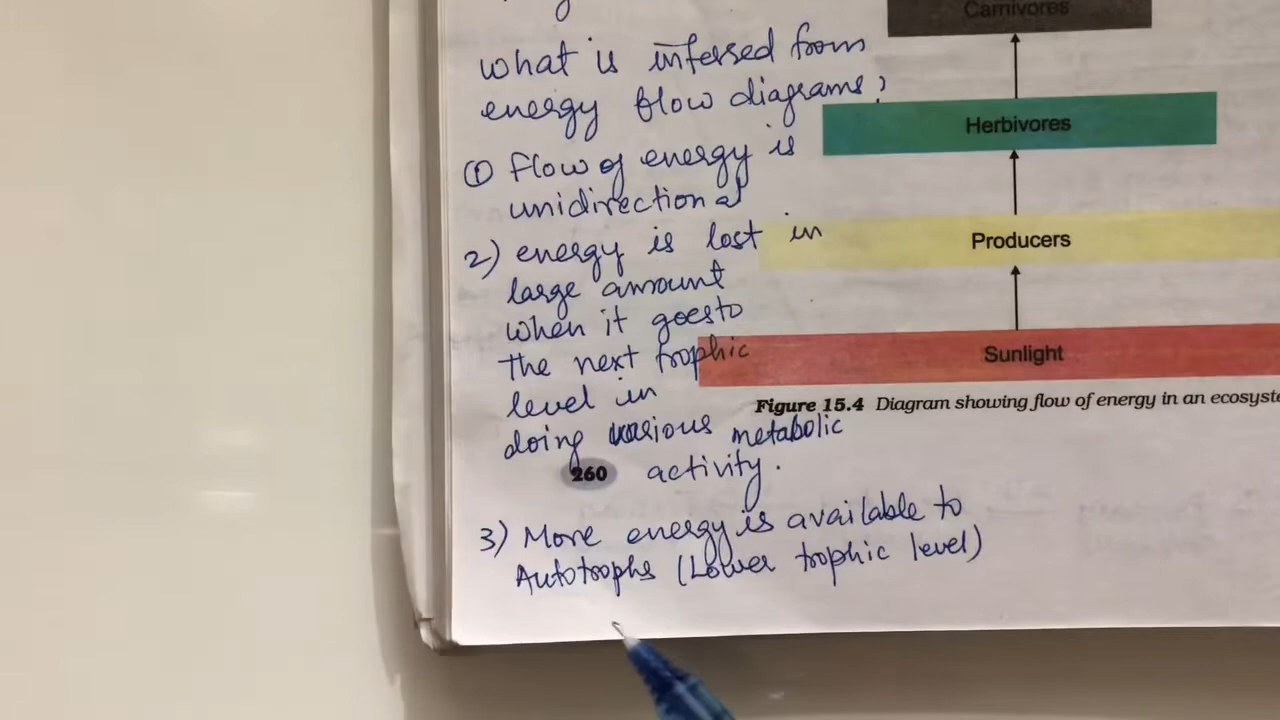 Carnivores
what is inferred from
energy flow diagrams?
Herbivores
① Flow of energy is
unidirectional
Producers
2) energy is lost in
large amount
when it goes to
the next trophic
level in
doing various metabolic
activity.
Sunlight
Figure 15.4 Diagram showing flow of energy in an ecosyste
260
3) More energy is available to
Autotrophs (Lower trophic level)